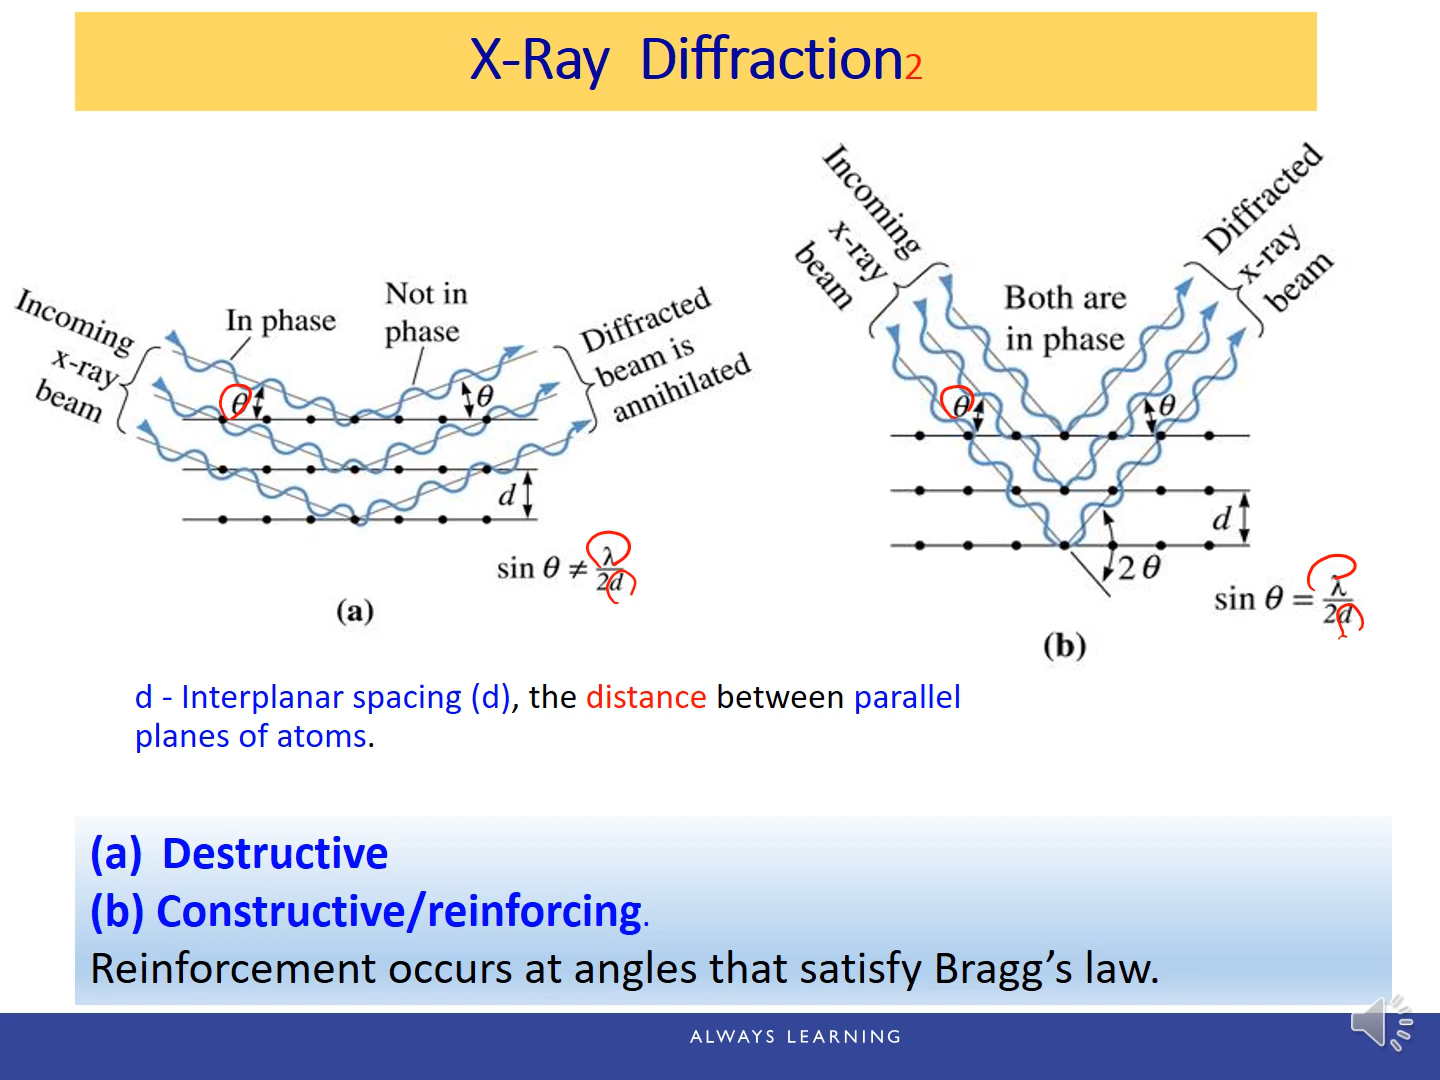 X-Ray Diffraction2
Incoming
x-ray
beam
In phase
Not in
phase
Diffracted
beam is
annihilated
θ
θ
d
sin θ ≠ λ/2d
(a)
Incoming
x-ray
beam
Both are
in phase
Diffracted
x-ray
beam
θ
θ
d
2 θ
sin θ = λ/2d
(b)
d - Interplanar spacing (d), the distance between parallel
planes of atoms.
(a) Destructive
(b) Constructive/reinforcing.
Reinforcement occurs at angles that satisfy Bragg’s law.
ALWAYS LEARNING